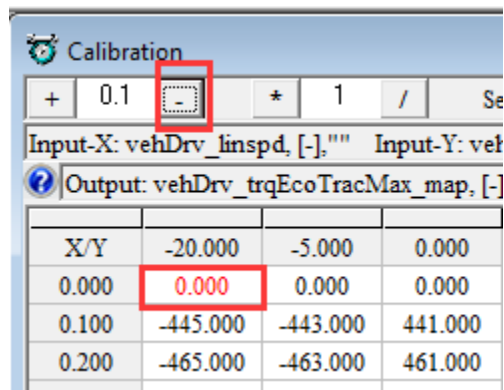 Calibration
+ 0.1 - * 1 / Se
Input-X: vehDrv_linspd, [-],"" Input-Y: veh
Output: vehDrv_trqEcoTracMax_map, [-]
X/Y -20.000 -5.000 0.000
0.000 0.000 0.000 0.000
0.100 -445.000 -443.000 441.000
0.200 -465.000 -463.000 461.000